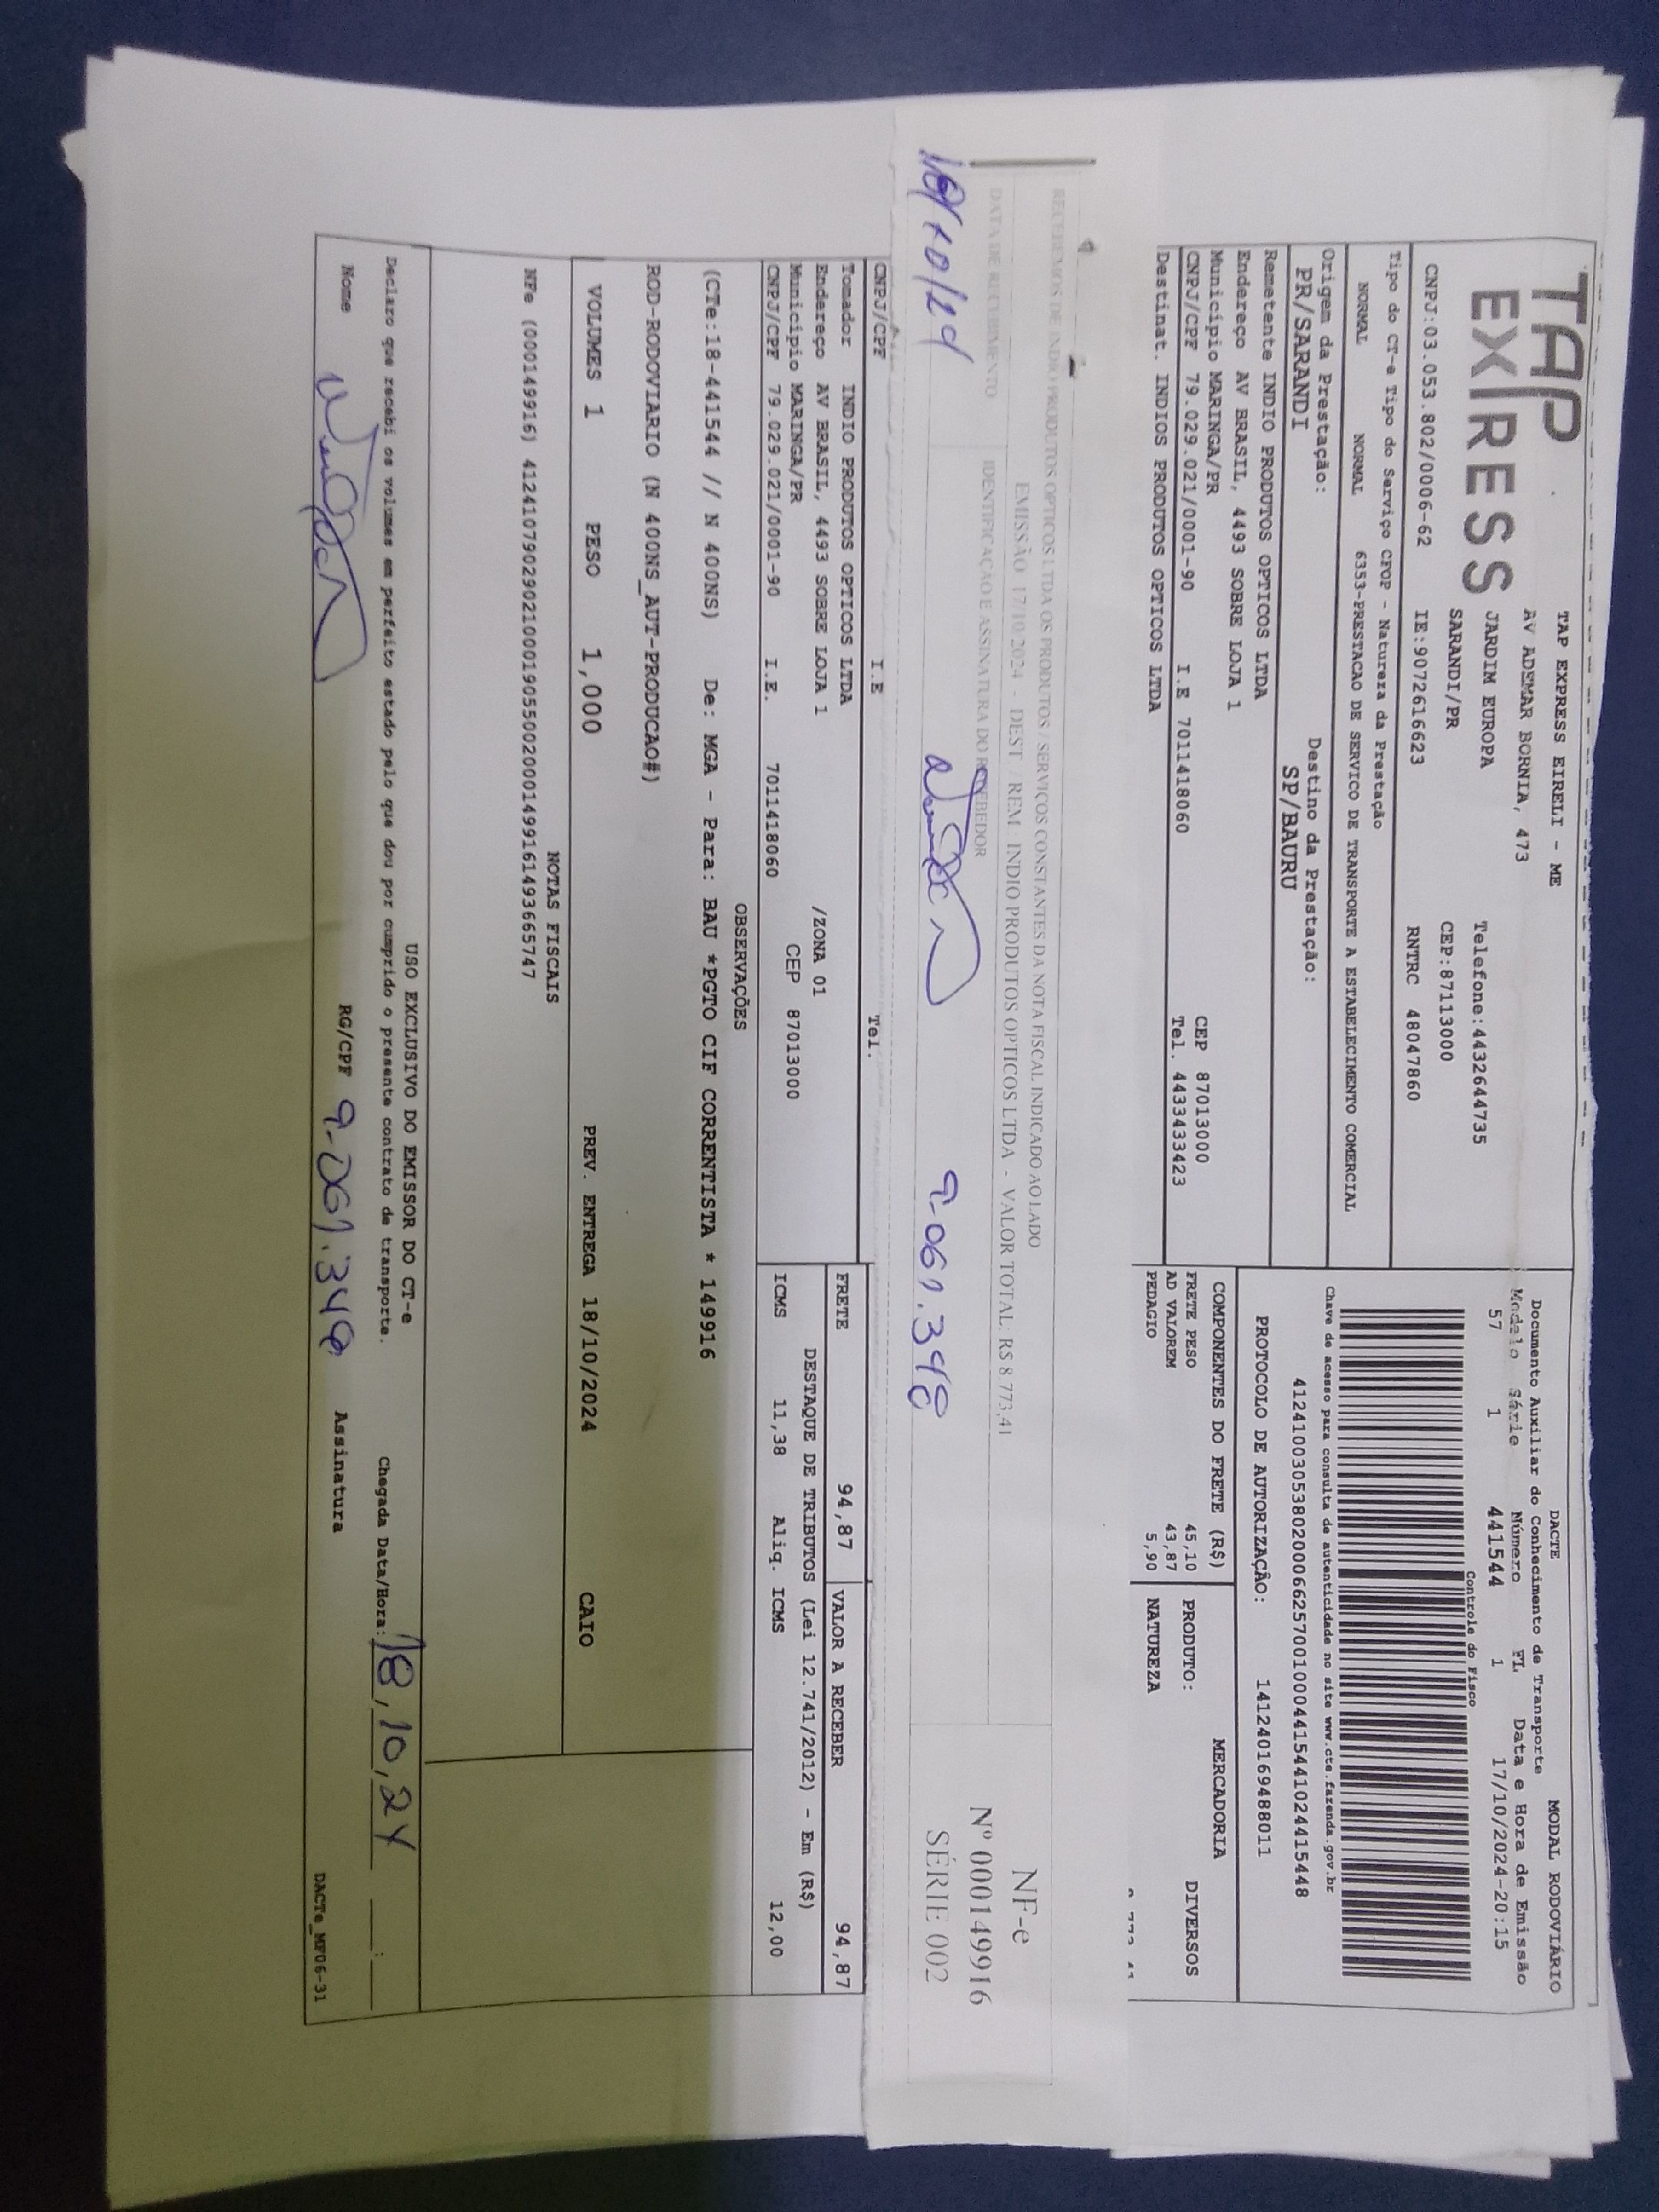 TAP EXPRESS
TAP EXPRESS EIRELI - ME
AV ADEMAR BORNIA, 473
JARDIM EUROPA Telefone:4432644735
SARANDI/PR CEP:87113000
CNPJ:03.053.802/0006-62 IE:9072616623 RNTRC 48047860
DACTE MODAL RODOVIÁRIO
Documento Auxiliar do Conhecimento de Transporte
Modelo Série Número FL Data e Hora de Emissão
57 1 441544 1 17/10/2024-20:15
Controle do Fisco
Tipo do CT-e Tipo do Serviço CFOP - Natureza da Prestação
NORMAL NORMAL 6353-PRESTACAO DE SERVICO DE TRANSPORTE A ESTABELECIMENTO COMERCIAL
Chave de acesso para consulta de autenticidade no site www.cte.fazenda.gov.br
41241003053802000662570010004415441024415448
Origem da Prestação: Destino da Prestação:
PR/SARANDI SP/BAURU
PROTOCOLO DE AUTORIZAÇÃO: 141240169488011
Remetente INDIO PRODUTOS OPTICOS LTDA
Endereço AV BRASIL, 4493 SOBRE LOJA 1
Município MARINGA/PR CEP 87013000
CNPJ/CPF 79.029.021/0001-90 I.E 7011418060 Tel. 4433433423
Destinat. INDIOS PRODUTOS OPTICOS LTDA
COMPONENTES DO FRETE (R$) MERCADORIA
FRETE PESO 45,10 PRODUTO: DIVERSOS
AD VALOREM 43,87
PEDAGIO 5,90 NATUREZA
RECEBEMOS DE INDIO PRODUTOS OPTICOS LTDA OS PRODUTOS / SERVIÇOS CONSTANTES DA NOTA FISCAL INDICADO AO LADO
EMISSÃO 17/10/2024 - DEST / REM INDIO PRODUTOS OPTICOS LTDA - VALOR TOTAL: R$ 8.773,41
DATA DE RECEBIMENTO IDENTIFICAÇÃO E ASSINATURA DO RECEBEDOR
18/10/24 9-061.348
NF-e
Nº 000149916
SÉRIE 002
CNPJ/CPF I.E Tel.
Tomador INDIO PRODUTOS OPTICOS LTDA
Endereço AV BRASIL, 4493 SOBRE LOJA 1 /ZONA 01
Município MARINGA/PR CEP 87013000
CNPJ/CPF 79.029.021/0001-90 I.E. 7011418060
FRETE 94,87 VALOR A RECEBER 94,87
DESTAQUE DE TRIBUTOS (Lei 12.741/2012) - Em (R$)
ICMS 11,38 Aliq. ICMS 12,00
OBSERVAÇÕES
(CTe:18-441544 // N 400NS) De: MGA - Para: BAU *PGTO CIF CORRENTISTA * 149916
ROD-RODOVIARIO (N 400NS_AUT-PRODUCAO#)
VOLUMES 1 PESO 1,000 PREV. ENTREGA 18/10/2024 CAIO
NOTAS FISCAIS
NFe (000149916) 41241079029021000190550020001499161493665747
USO EXCLUSIVO DO EMISSOR DO CT-e
Declaro que recebi os volumes em perfeito estado pelo que dou por cumprido o presente contrato de transporte. Chegada Data/Hora: 18,10,24 __:__
Nome RG/CPF 9-061.348 Assinatura
DACTe_MF06-31